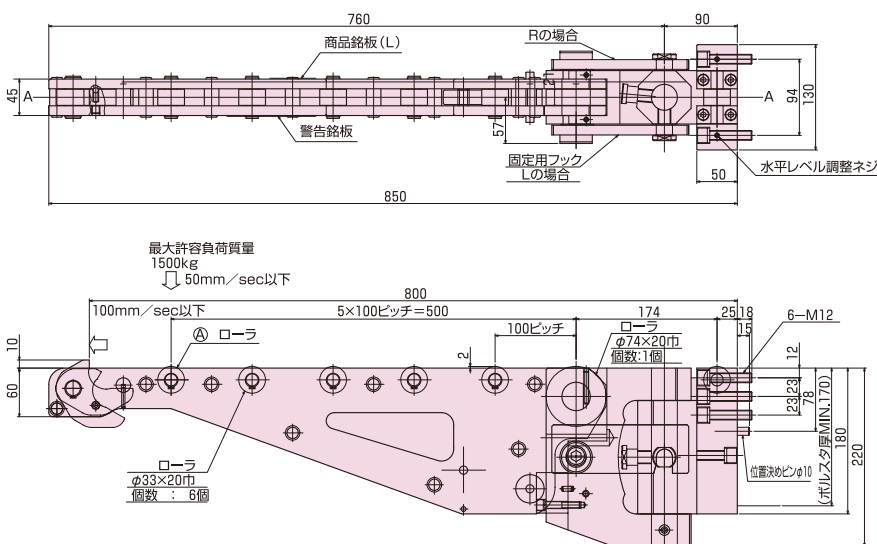 760
90
商品銘板(L)
Rの場合
45
A
A
12
57
94
130
警告銘板
固定用フック
Lの場合
水平レベル調整ネジ
50
850
最大許容負荷質量
1500kg
50mm/sec以下
800
100mm/sec以下
5×100ピッチ=500
174
25
18
15
6-M12
Ⓐ ローラ
100ピッチ
ローラ
φ74×20巾
個数:1個
10
60
2
12
23
23
78
(ボルスタ厚MIN.170)
180
220
位置決めピンφ10
ローラ
φ33×20巾
個数 : 6個